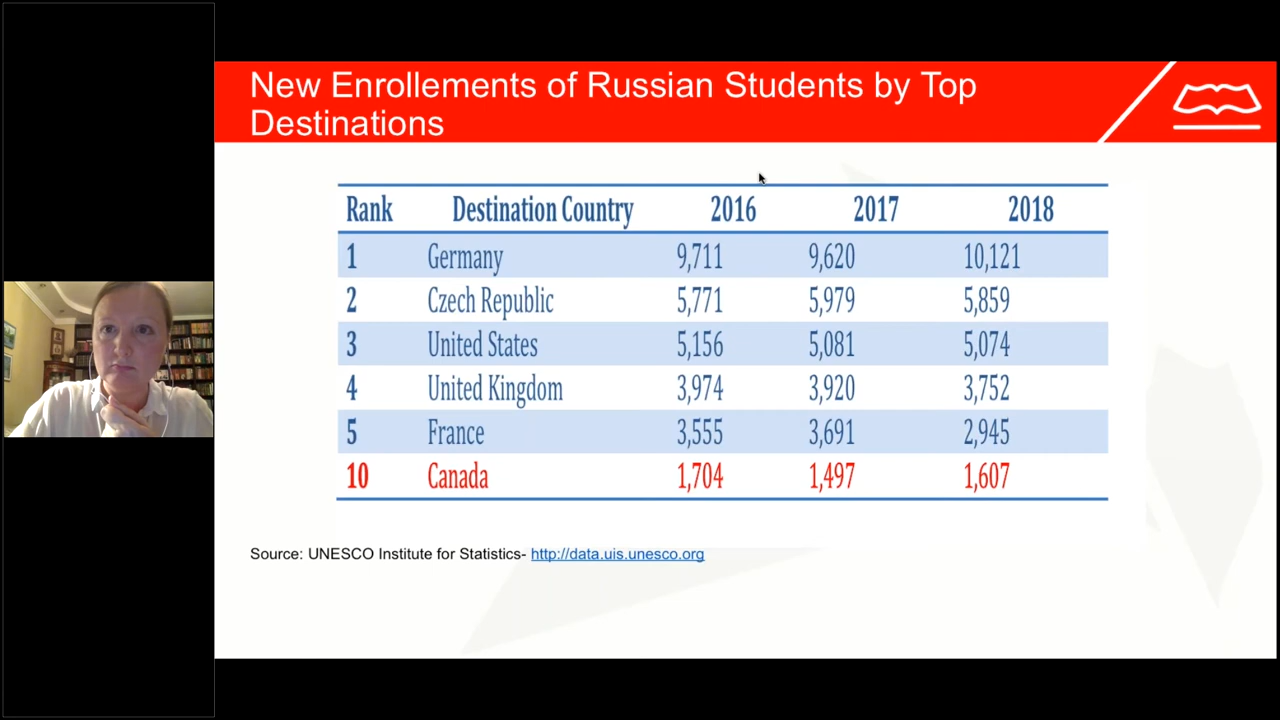 New Enrollements of Russian Students by Top
Destinations
Rank Destination Country 2016 2017 2018
1 Germany 9,711 9,620 10,121
2 Czech Republic 5,771 5,979 5,859
3 United States 5,156 5,081 5,074
4 United Kingdom 3,974 3,920 3,752
5 France 3,555 3,691 2,945
10 Canada 1,704 1,497 1,607
Source: UNESCO Institute for Statistics- http://data.uis.unesco.org